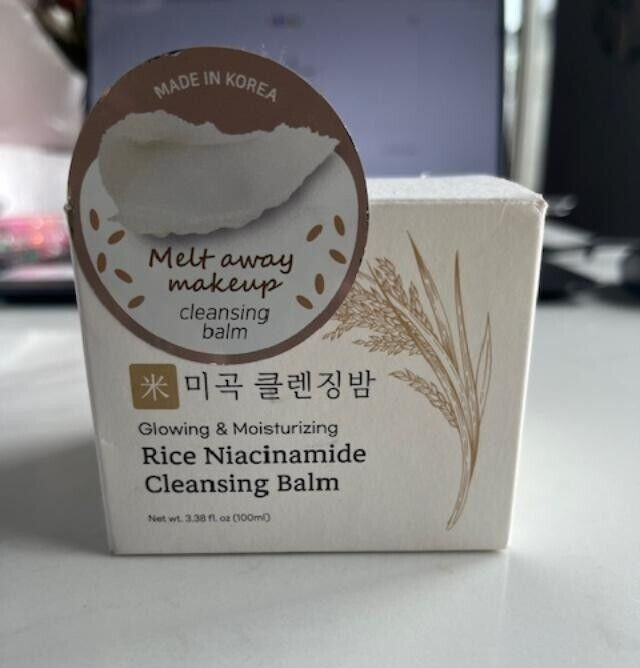 MADE IN KOREA
Melt away
makeup
cleansing
balm
米 미곡 클렌징밤
Glowing & Moisturizing
Rice Niacinamide
Cleansing Balm
Net wt. 3.38 fl. oz (100ml)